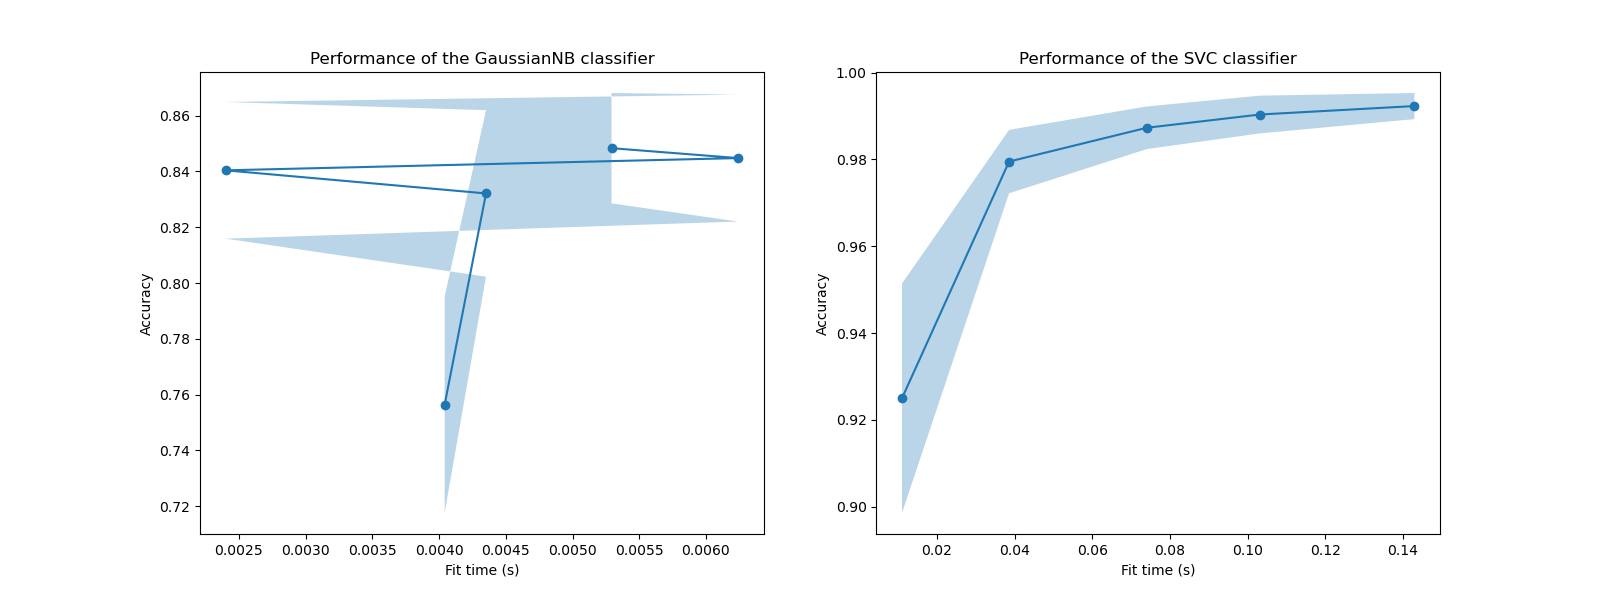 Performance of the GaussianNB classifier
0.86
0.84
0.82
0.80
0.78
0.76
0.74
0.72
Accuracy
0.0025 0.0030 0.0035 0.0040 0.0045 0.0050 0.0055 0.0060
Fit time (s)
Performance of the SVC classifier
1.00
0.98
0.96
0.94
0.92
0.90
Accuracy
0.02 0.04 0.06 0.08 0.10 0.12 0.14
Fit time (s)